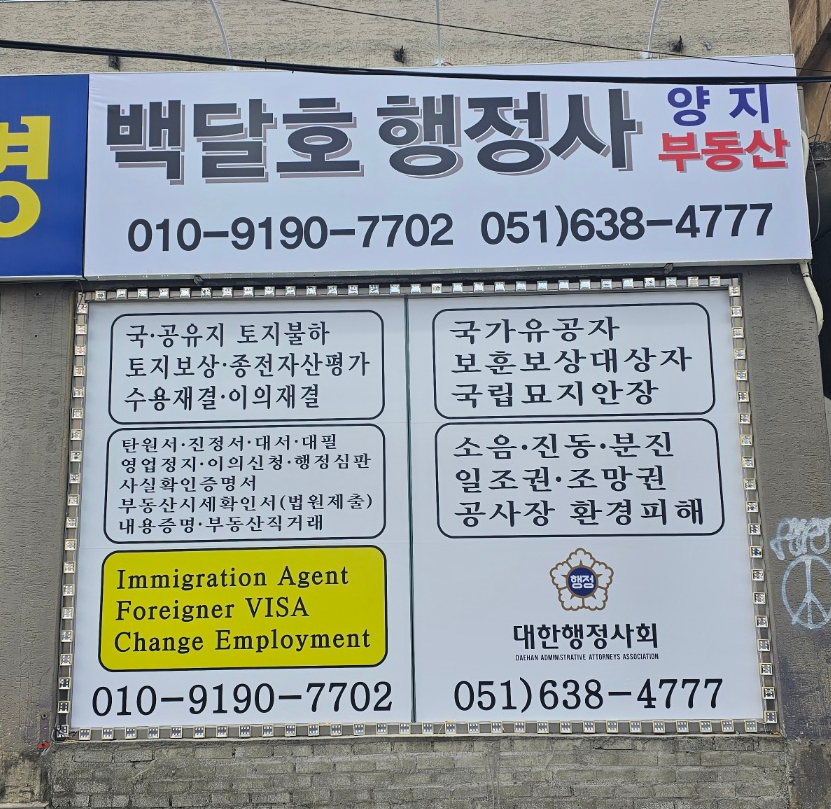 명
백달호 행정사 양지 부동산
010-9190-7702 051)638-4777
국·공유지 토지불하
토지보상·종전자산평가
수용재결·이의재결
탄원서·진정서·대서·대필
영업정지·이의신청·행정심판
사실확인증명서
부동산시세확인서(법원제출)
내용증명·부동산직거래
Immigration Agent
Foreigner VISA
Change Employment
010-9190-7702
국가유공자
보훈보상대상자
국립묘지안장
소음·진동·분진
일조권·조망권
공사장 환경피해
행정
대한행정사회
DAEHAN ADMINISTRATIVE ATTORNEYS ASSOCIATION
051)638-4777